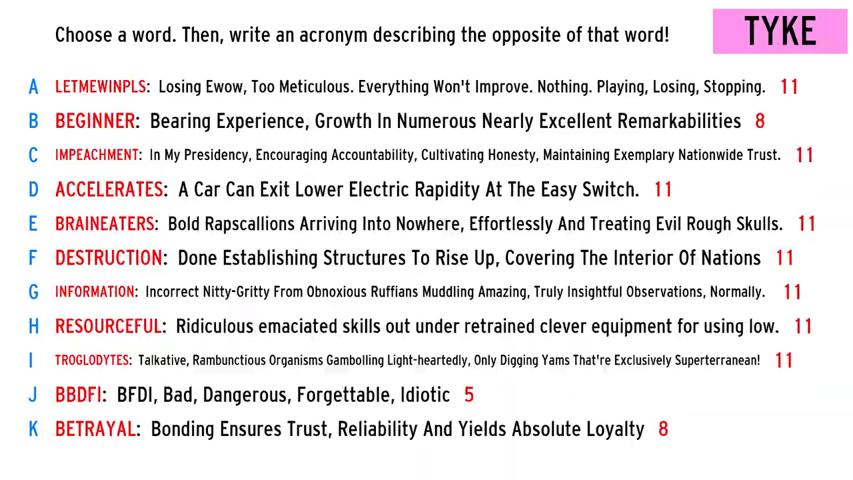 Choose a word. Then, write an acronym describing the opposite of that word!
TYKE
A LETMEWINPLS: Losing Ewow, Too Meticulous. Everything Won't Improve. Nothing. Playing, Losing, Stopping. 11
B BEGINNER: Bearing Experience, Growth In Numerous Nearly Excellent Remarkabilities 8
C IMPEACHMENT: In My Presidency, Encouraging Accountability, Cultivating Honesty, Maintaining Exemplary Nationwide Trust. 11
D ACCELERATES: A Car Can Exit Lower Electric Rapidity At The Easy Switch. 11
E BRAINEATERS: Bold Rapscallions Arriving Into Nowhere, Effortlessly And Treating Evil Rough Skulls. 11
F DESTRUCTION: Done Establishing Structures To Rise Up, Covering The Interior Of Nations 11
G INFORMATION: Incorrect Nitty-Gritty From Obnoxious Ruffians Muddling Amazing, Truly Insightful Observations, Normally. 11
H RESOURCEFUL: Ridiculous emaciated skills out under retrained clever equipment for using low. 11
I TROGLODYTES: Talkative, Rambunctious Organisms Gambolling Light-heartedly, Only Digging Yams That're Exclusively Superterranean! 11
J BBDFI: BFDI, Bad, Dangerous, Forgettable, Idiotic 5
K BETRAYAL: Bonding Ensures Trust, Reliability And Yields Absolute Loyalty 8